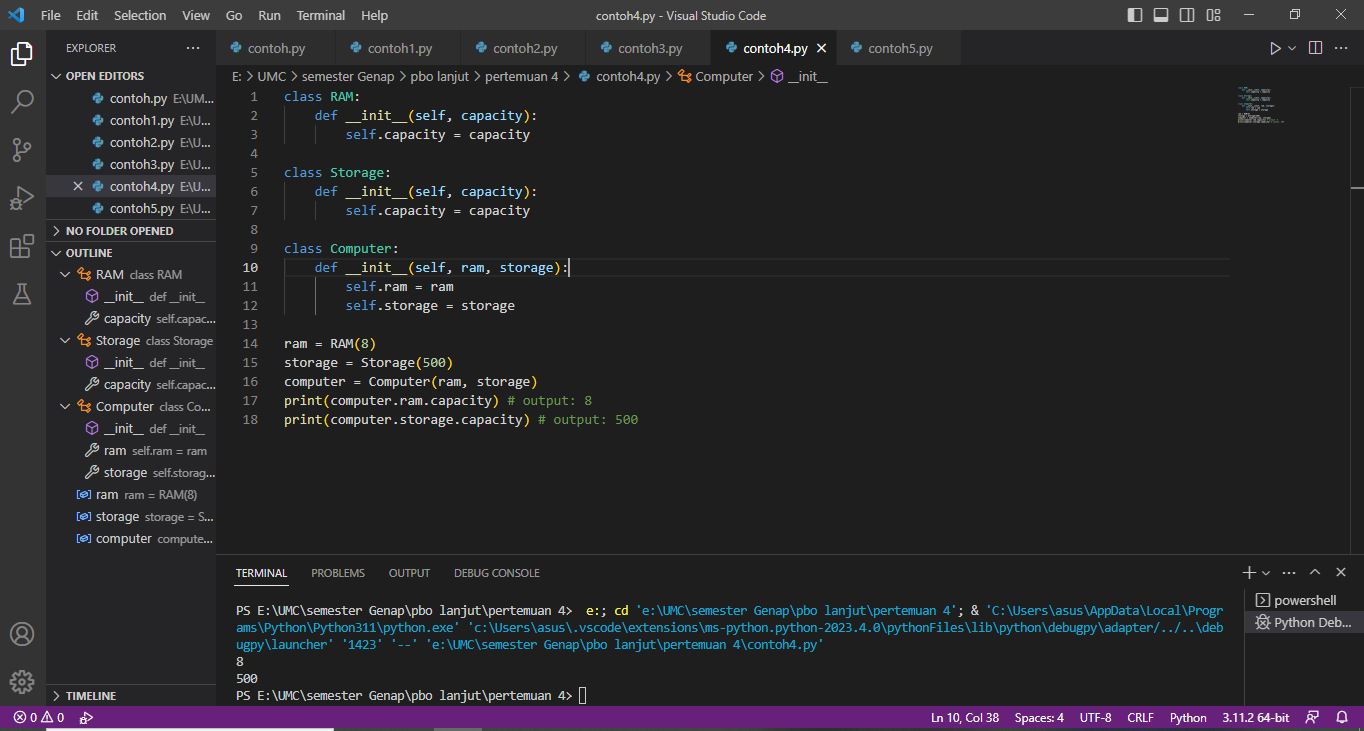 File Edit Selection View Go Run Terminal Help contoh4.py - Visual Studio Code
EXPLORER
OPEN EDITORS
contoh.py E:\UM...
contoh1.py E:\U...
contoh2.py E:\U...
contoh3.py E:\U...
contoh4.py E:\U...
contoh5.py E:\U...
NO FOLDER OPENED
OUTLINE
RAM class RAM
__init__ def __init__
capacity self.capac...
Storage class Storage
__init__ def __init__
capacity self.capac...
Computer class Co...
__init__ def __init__
ram self.ram = ram
storage self.storag...
ram ram = RAM(8)
storage storage = S...
computer compute...
TIMELINE
contoh.py contoh1.py contoh2.py contoh3.py contoh4.py contoh5.py
E: > UMC > semester Genap > pbo lanjut > pertemuan 4 > contoh4.py > Computer > __init__
1 class RAM:
2 def __init__(self, capacity):
3 self.capacity = capacity
4
5 class Storage:
6 def __init__(self, capacity):
7 self.capacity = capacity
8
9 class Computer:
10 def __init__(self, ram, storage):
11 self.ram = ram
12 self.storage = storage
13
14 ram = RAM(8)
15 storage = Storage(500)
16 computer = Computer(ram, storage)
17 print(computer.ram.capacity) # output: 8
18 print(computer.storage.capacity) # output: 500
TERMINAL PROBLEMS OUTPUT DEBUG CONSOLE
PS E:\UMC\semester Genap\pbo lanjut\pertemuan 4> e:; cd 'e:\UMC\semester Genap\pbo lanjut\pertemuan 4'; & 'C:\Users\asus\AppData\Local\Progr
ams\Python\Python311\python.exe' 'c:\Users\asus\.vscode\extensions\ms-python.python-2023.4.0\pythonFiles\lib\python\debugpy\adapter/../..\deb
ugpy\launcher' '1423' '--' 'e:\UMC\semester Genap\pbo lanjut\pertemuan 4\contoh4.py'
8
500
PS E:\UMC\semester Genap\pbo lanjut\pertemuan 4>
powershell
Python Deb...
0 0 Ln 10, Col 38 Spaces: 4 UTF-8 CRLF Python 3.11.2 64-bit